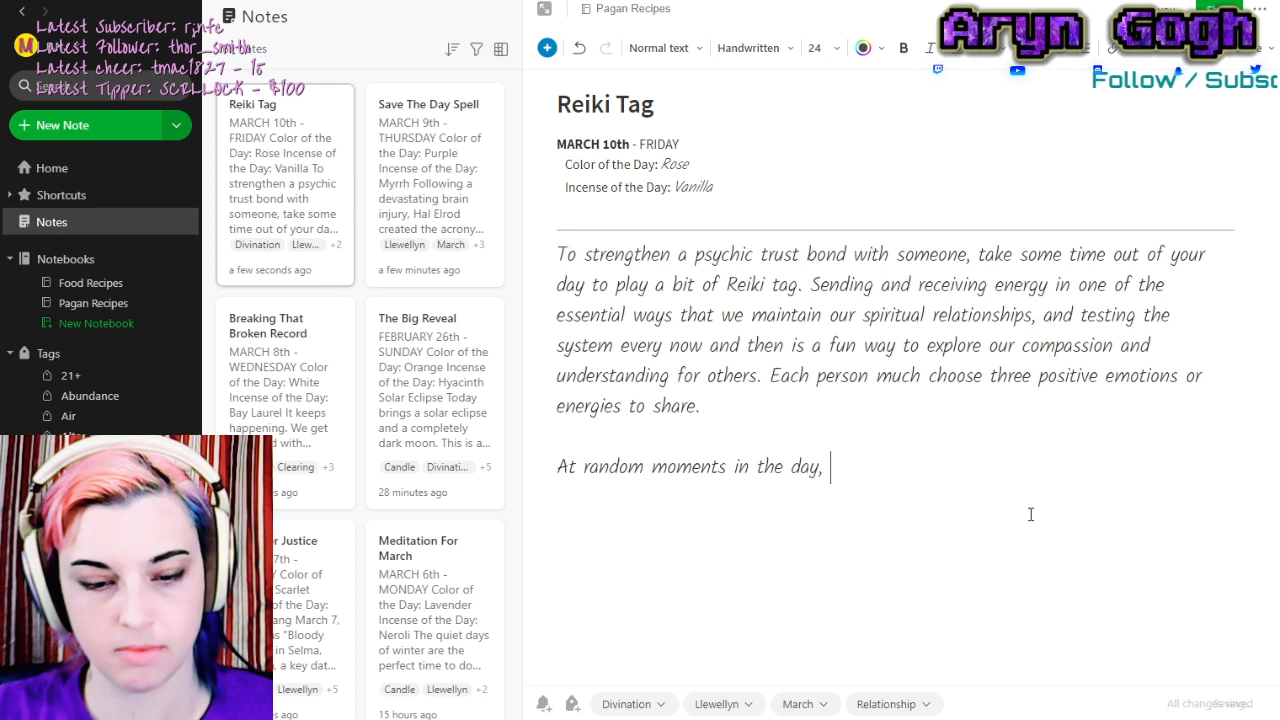 Latest Subscriber: rjnfc
Latest Follower: thor_smith
Latest cheer: tmac1827 - 15
Latest Tipper: SCRLLOCK - $100
M
New Note
Home
Shortcuts
Notes
Notebooks
Food Recipes
Pagan Recipes
New Notebook
Tags
21+
Abundance
Air
Notes
notes
Reiki Tag
MARCH 10th -
FRIDAY Color of the
Day: Rose Incense of
the Day: Vanilla To
strengthen a psychic
trust bond with
someone, take some
time out of your da...
Divination Llew... +2
a few seconds ago
Save The Day Spell
MARCH 9th -
THURSDAY Color of
the Day: Purple
Incense of the Day:
Myrrh Following a
devastating brain
injury, Hal Elrod
created the acrony...
Llewellyn March +3
a few minutes ago
Breaking That
Broken Record
MARCH 8th -
WEDNESDAY Color
of the Day: White
Incense of the Day:
Bay Laurel It keeps
happening. We get
with...
Clearing +3
ago
The Big Reveal
FEBRUARY 26th -
SUNDAY Color of the
Day: Orange Incense
of the Day: Hyacinth
Solar Eclipse Today
brings a solar eclipse
and a completely
dark moon. This is a...
Candle Divinati... +5
28 minutes ago
Justice
Color of
Scarlet
of the Day:
March 7,
as "Bloody
in Selma,
a key dat...
Llewellyn +5
ago
Meditation For
March
MARCH 6th -
MONDAY Color of
the Day: Lavender
Incense of the Day:
Neroli The quiet days
of winter are the
perfect time to do...
Candle Llewellyn +2
15 hours ago
Pagan Recipes
Normal text Handwritten 24 B I
Aryn Gogh
Follow / Subsc
Reiki Tag
MARCH 10th - FRIDAY
Color of the Day: Rose
Incense of the Day: Vanilla
To strengthen a psychic trust bond with someone, take some time out of your
day to play a bit of Reiki tag. Sending and receiving energy in one of the
essential ways that we maintain our spiritual relationships, and testing the
system every now and then is a fun way to explore our compassion and
understanding for others. Each person much choose three positive emotions or
energies to share.
At random moments in the day,
Divination Llewellyn March Relationship
All changes saved